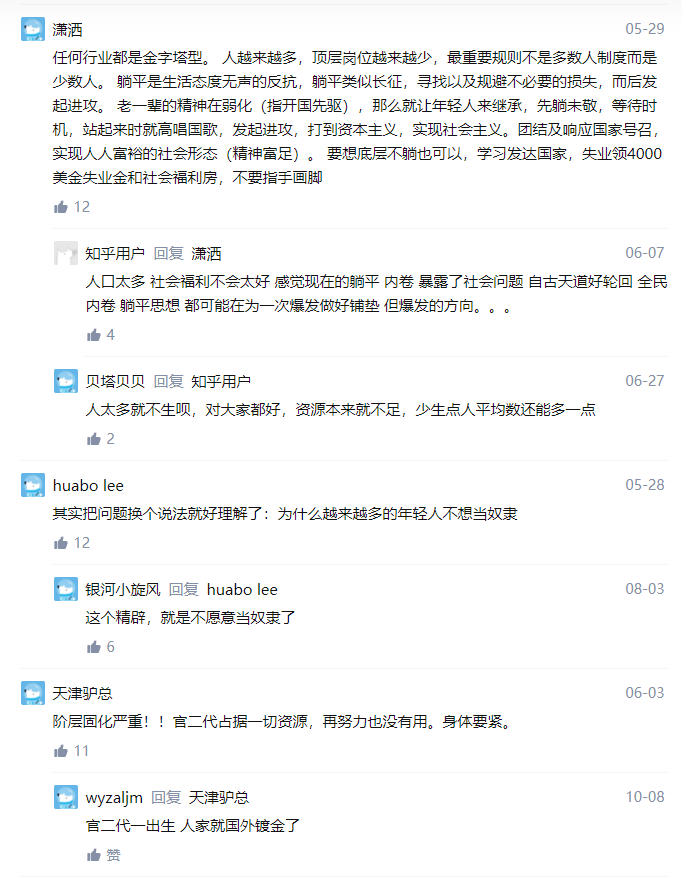 潇洒 05-29
任何行业都是金字塔型。 人越来越多，顶层岗位越来越少，最重要规则不是多数人制度而是
少数人。 躺平是生活态度无声的反抗，躺平类似长征，寻找以及规避不必要的损失，而后发
起进攻。 老一辈的精神在弱化（指开国先驱），那么就让年轻人来继承，先躺未敬，等待时
机，站起来时就高唱国歌，发起进攻，打到资本主义，实现社会主义。团结及响应国家号召，
实现人人富裕的社会形态（精神富足）。 要想底层不躺也可以，学习发达国家，失业领4000
美金失业金和社会福利房，不要指手画脚
12
知乎用户 回复 潇洒 06-07
人口太多 社会福利不会太好 感觉现在的躺平 内卷 暴露了社会问题 自古天道好轮回 全民
内卷 躺平思想 都可能在为一次爆发做好铺垫 但爆发的方向。。。
4
贝塔贝贝 回复 知乎用户 06-27
人太多就不生呗，对大家都好，资源本来就不足，少生点人平均数还能多一点
2
huabo lee 05-28
其实把问题换个说法就好理解了：为什么越来越多的年轻人不想当奴隶
12
银河小旋风 回复 huabo lee 08-03
这个精辟，就是不愿意当奴隶了
6
天津驴总 06-03
阶层固化严重！！官二代占据一切资源，再努力也没有用。身体要紧。
11
wyzaljm 回复 天津驴总 10-08
官二代一出生 人家就国外镀金了
赞